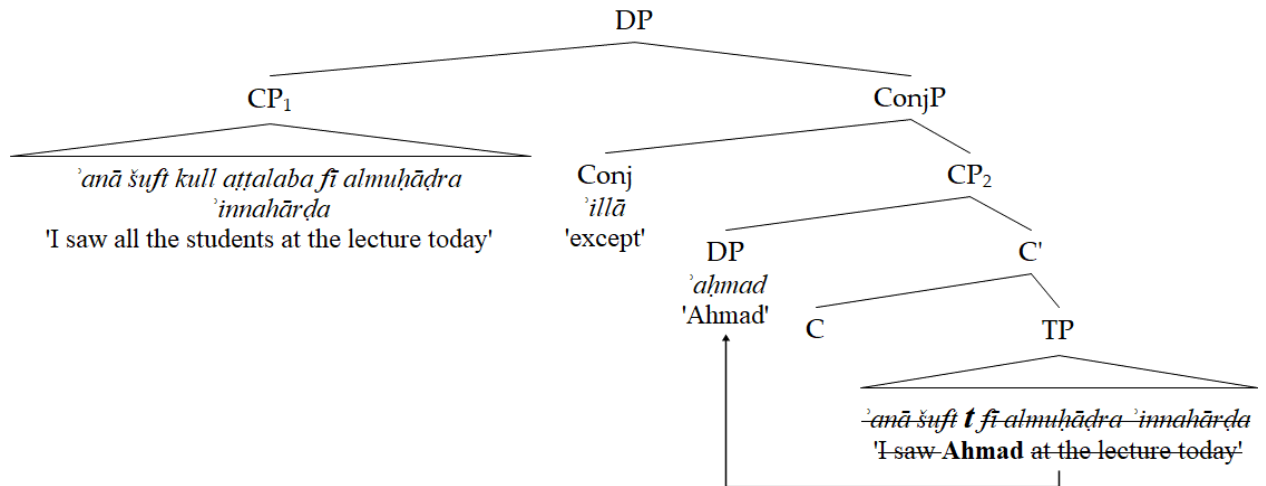 DP
CP₁ ConjP
ʾanā šuft kull aṭṭalaba fī almuḥāḍra Conj CP₂
ʾinnahārḍa ʾillā
'I saw all the students at the lecture today' 'except' DP C'
ʾaḥmad
'Ahmad' C TP
ʾanā šuft t fī almuḥāḍra ʾinnahārḍa
'I saw Ahmad at the lecture today'